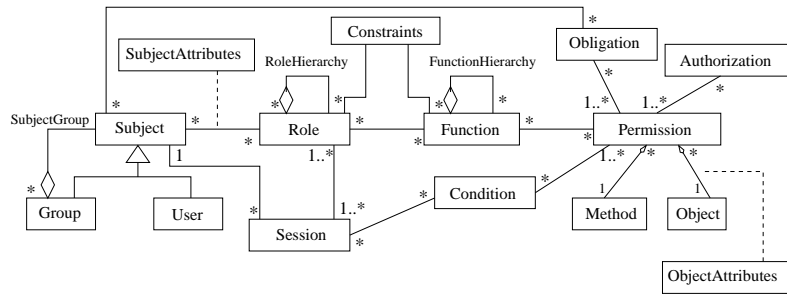 *
Constraints
*
Obligation
SubjectAttributes
RoleHierarchy
FunctionHierarchy
*
Authorization
*
1..*
1..*
SubjectGroup
*
*
*
*
*
*
*
Subject
*
*
Role
*
*
Function
*
*
Permission
1
1..*
1..*
*
*
*
*
Condition
*
*
1
1
Group
User
*
1..*
Method
Object
Session
*
ObjectAttributes